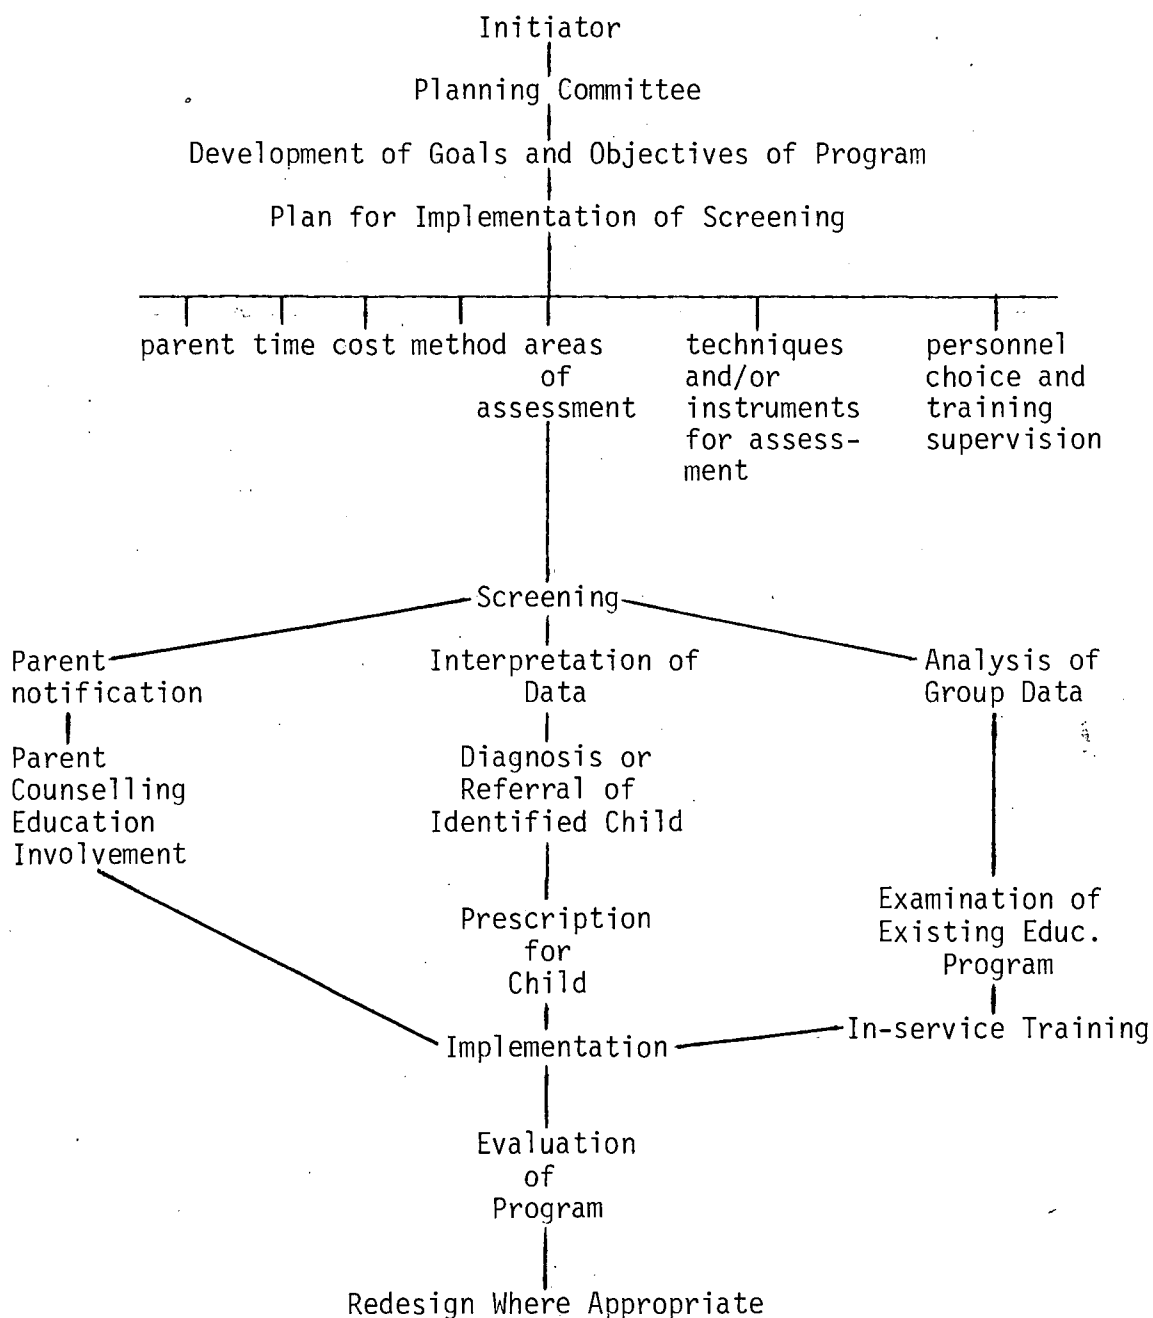 Initiator
Planning Committee
Development of Goals and Objectives of Program
Plan for Implementation of Screening
parent time cost method areas
of
assessment
techniques
and/or
instruments
for assess-
ment
personnel
choice and
training
supervision
Screening
Parent
notification
Interpretation of
Data
Analysis of
Group Data
Parent
Counselling
Education
Involvement
Diagnosis or
Referral of
Identified Child
Prescription
for
Child
Examination of
Existing Educ.
Program
In-service Training
Implementation
Evaluation
of
Program
Redesign Where Appropriate